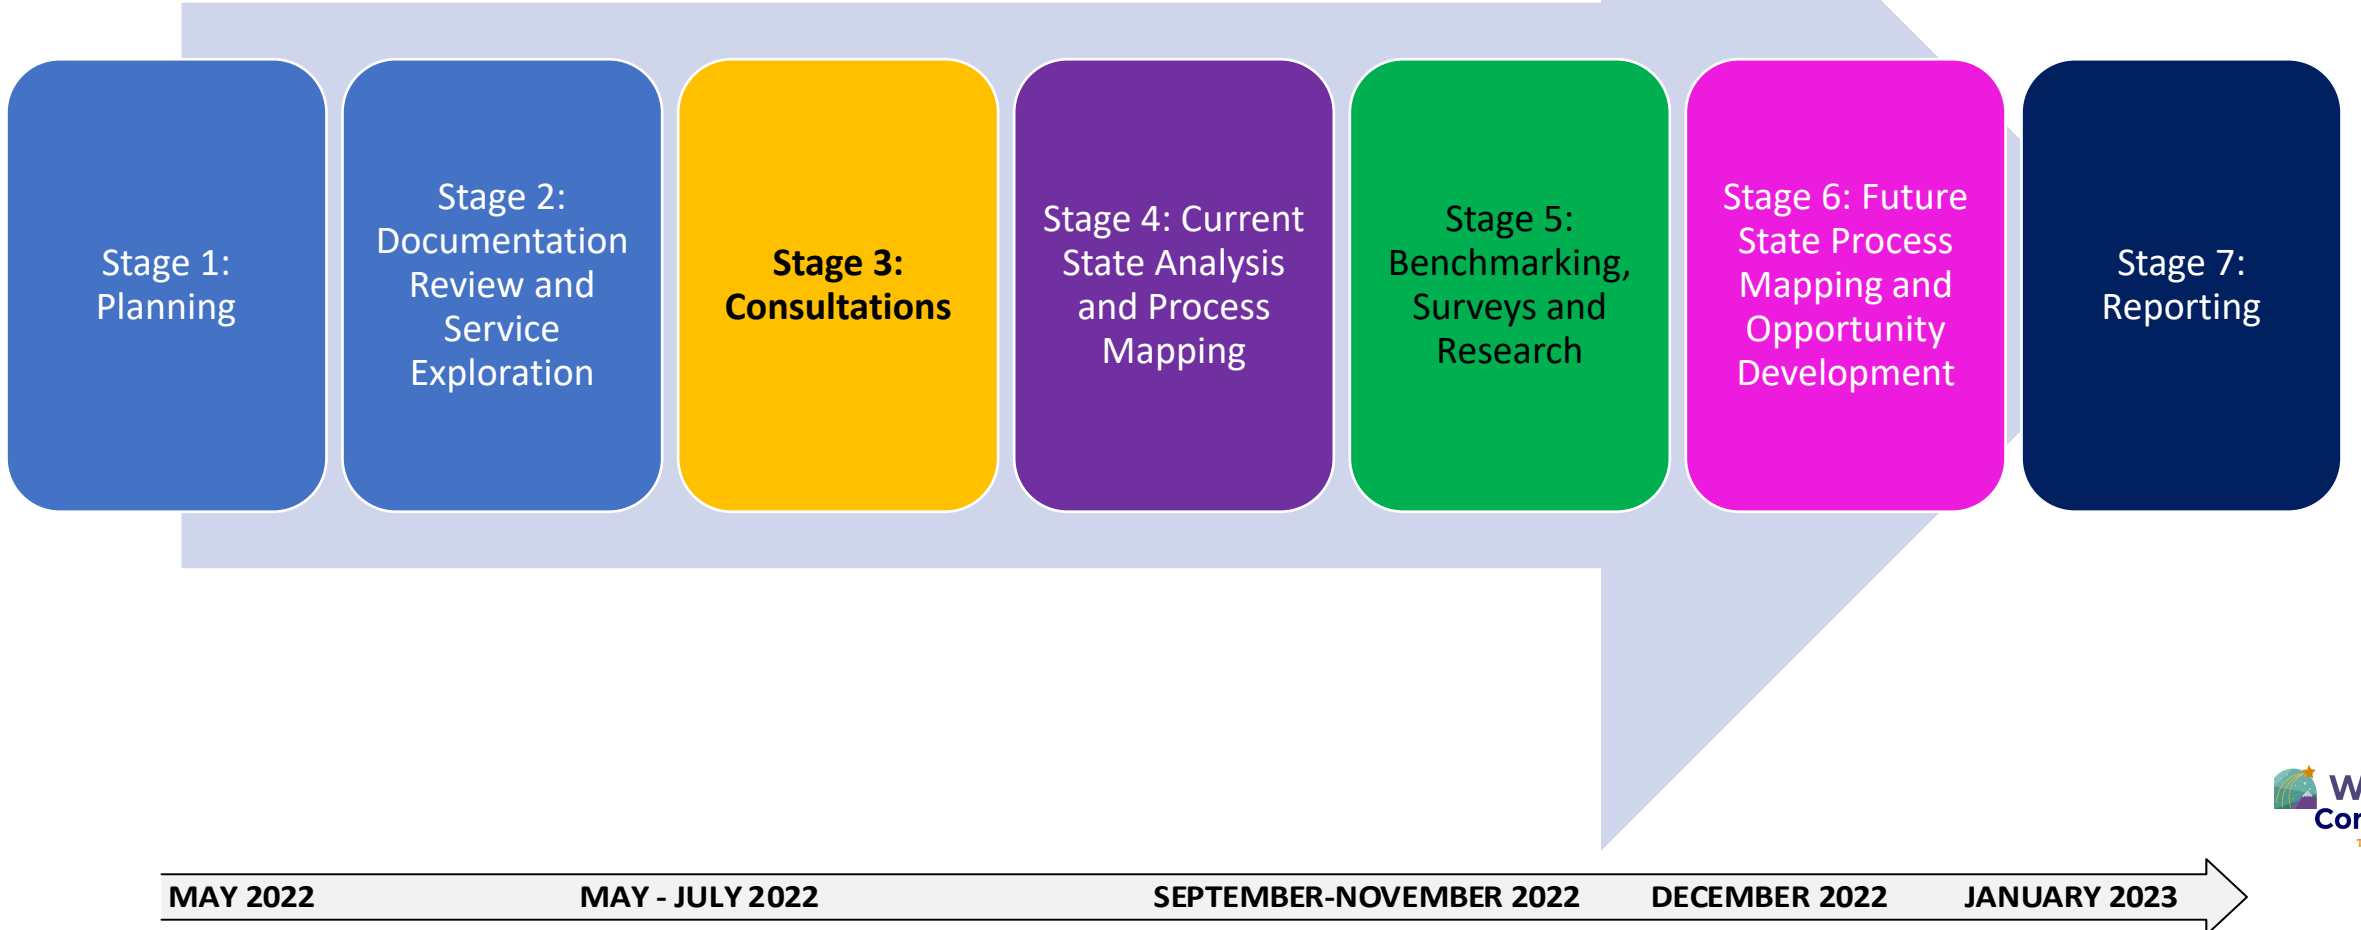 Stage 1:
Planning
Stage 2:
Documentation
Review and
Service
Exploration
Stage 3:
Consultations
Stage 4: Current
State Analysis
and Process
Mapping
Stage 5:
Benchmarking,
Surveys and
Research
Stage 6: Future
State Process
Mapping and
Opportunity
Development
Stage 7:
Reporting
MAY 2022
MAY - JULY 2022
SEPTEMBER-NOVEMBER 2022
DECEMBER 2022
JANUARY 2023